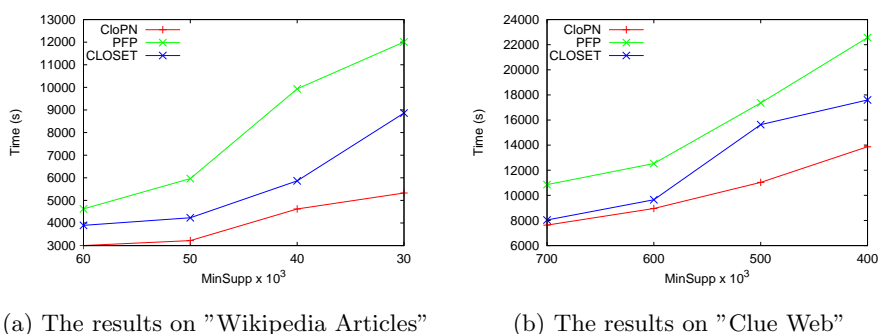 13000
12000
11000
10000
9000
8000
7000
6000
5000
4000
3000
60
50
40
30
Time (s)
MinSupp x 10³
CloPN
PFP
CLOSET
24000
22000
20000
18000
16000
14000
12000
10000
8000
6000
700
600
500
400
Time (s)
MinSupp x 10³
CloPN
PFP
CLOSET
(a) The results on ”Wikipedia Articles”
(b) The results on ”Clue Web”